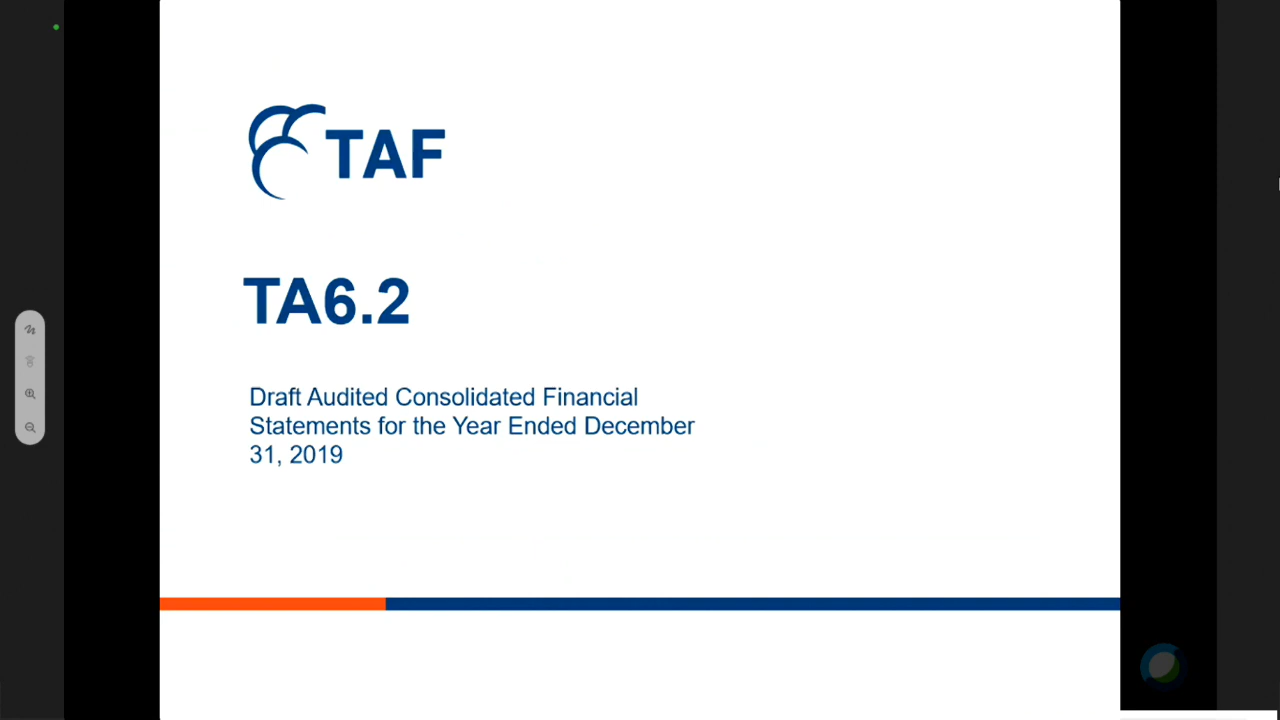 TAF
TA6.2
Draft Audited Consolidated Financial
Statements for the Year Ended December
31, 2019